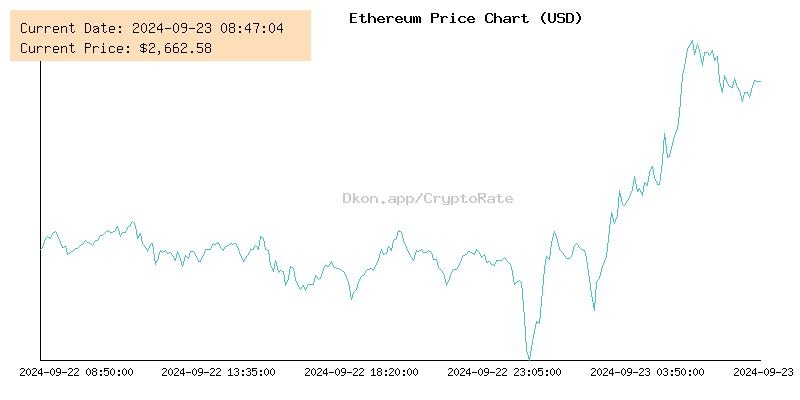 Ethereum Price Chart (USD)
Current Date: 2024-09-23 08:47:04
Current Price: $2,662.58
Dkon.app/CryptoRate
2024-09-22 08:50:00 2024-09-22 13:35:00 2024-09-22 18:20:00 2024-09-22 23:05:00 2024-09-23 03:50:00 2024-09-23